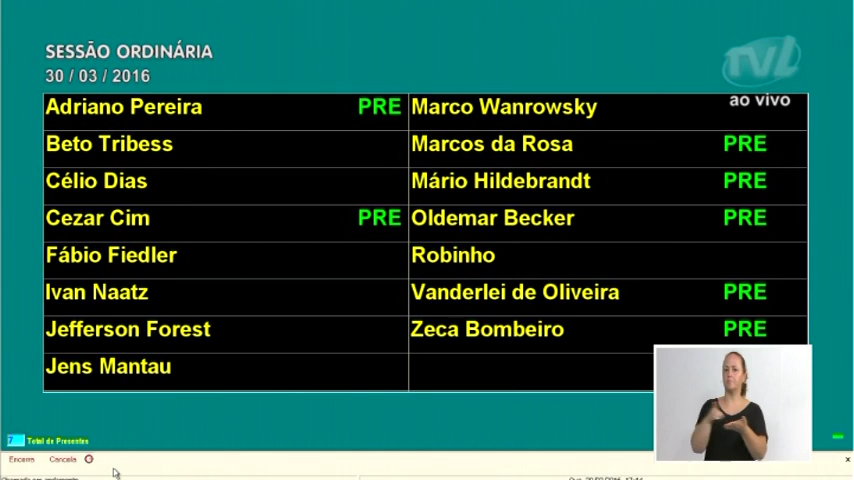 SESSÃO ORDINÁRIA
30 / 03 / 2016
TVL
ao vivo
Adriano Pereira PRE Marco Wanrowsky
Beto Tribess Marcos da Rosa PRE
Célio Dias Mário Hildebrandt PRE
Cezar Cim PRE Oldemar Becker PRE
Fábio Fiedler Robinho
Ivan Naatz Vanderlei de Oliveira PRE
Jefferson Forest Zeca Bombeiro PRE
Jens Mantau
7 Total de Presentes
Encerra Cancela